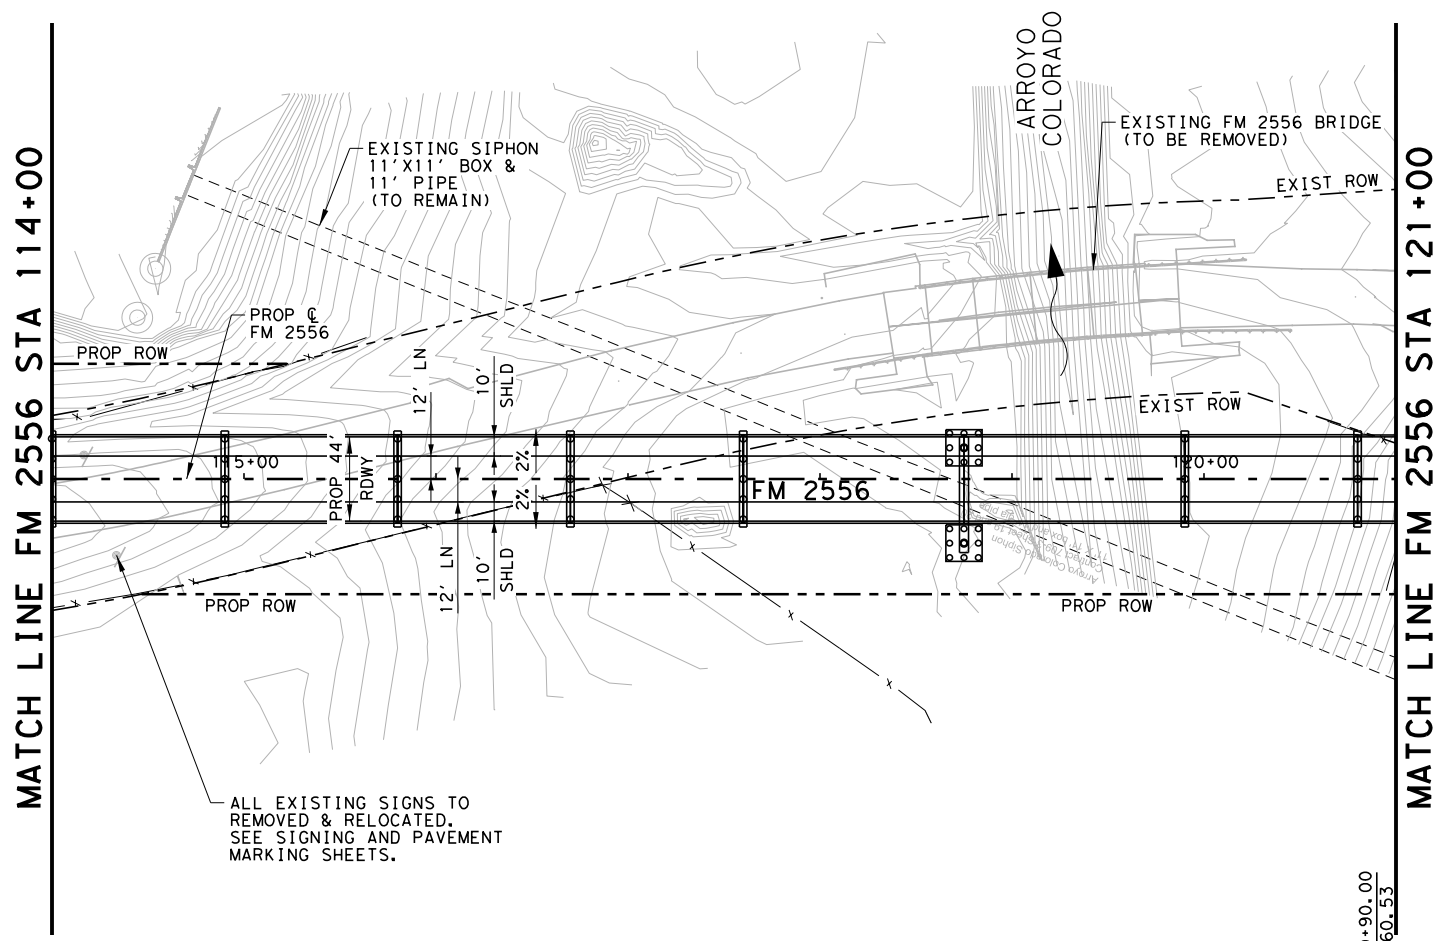 MATCH LINE FM 2556 STA 114+00
MATCH LINE FM 2556 STA 121+00
ARROYO
COLORADO
EXISTING SIPHON
11'X11' BOX &
11' PIPE
(TO REMAIN)
EXISTING FM 2556 BRIDGE
(TO BE REMOVED)
EXIST ROW
PROP ℄
FM 2556
PROP ROW
12' LN
10'
SHLD
EXIST ROW
115+00
PROP 44'
RDWY
2%
2%
FM 2556
120+00
Arroyo Colorado Siphon
12' LN
10'
SHLD
PROP ROW
PROP ROW
ALL EXISTING SIGNS TO
REMOVED & RELOCATED.
SEE SIGNING AND PAVEMENT
MARKING SHEETS.
+90.00
60.53